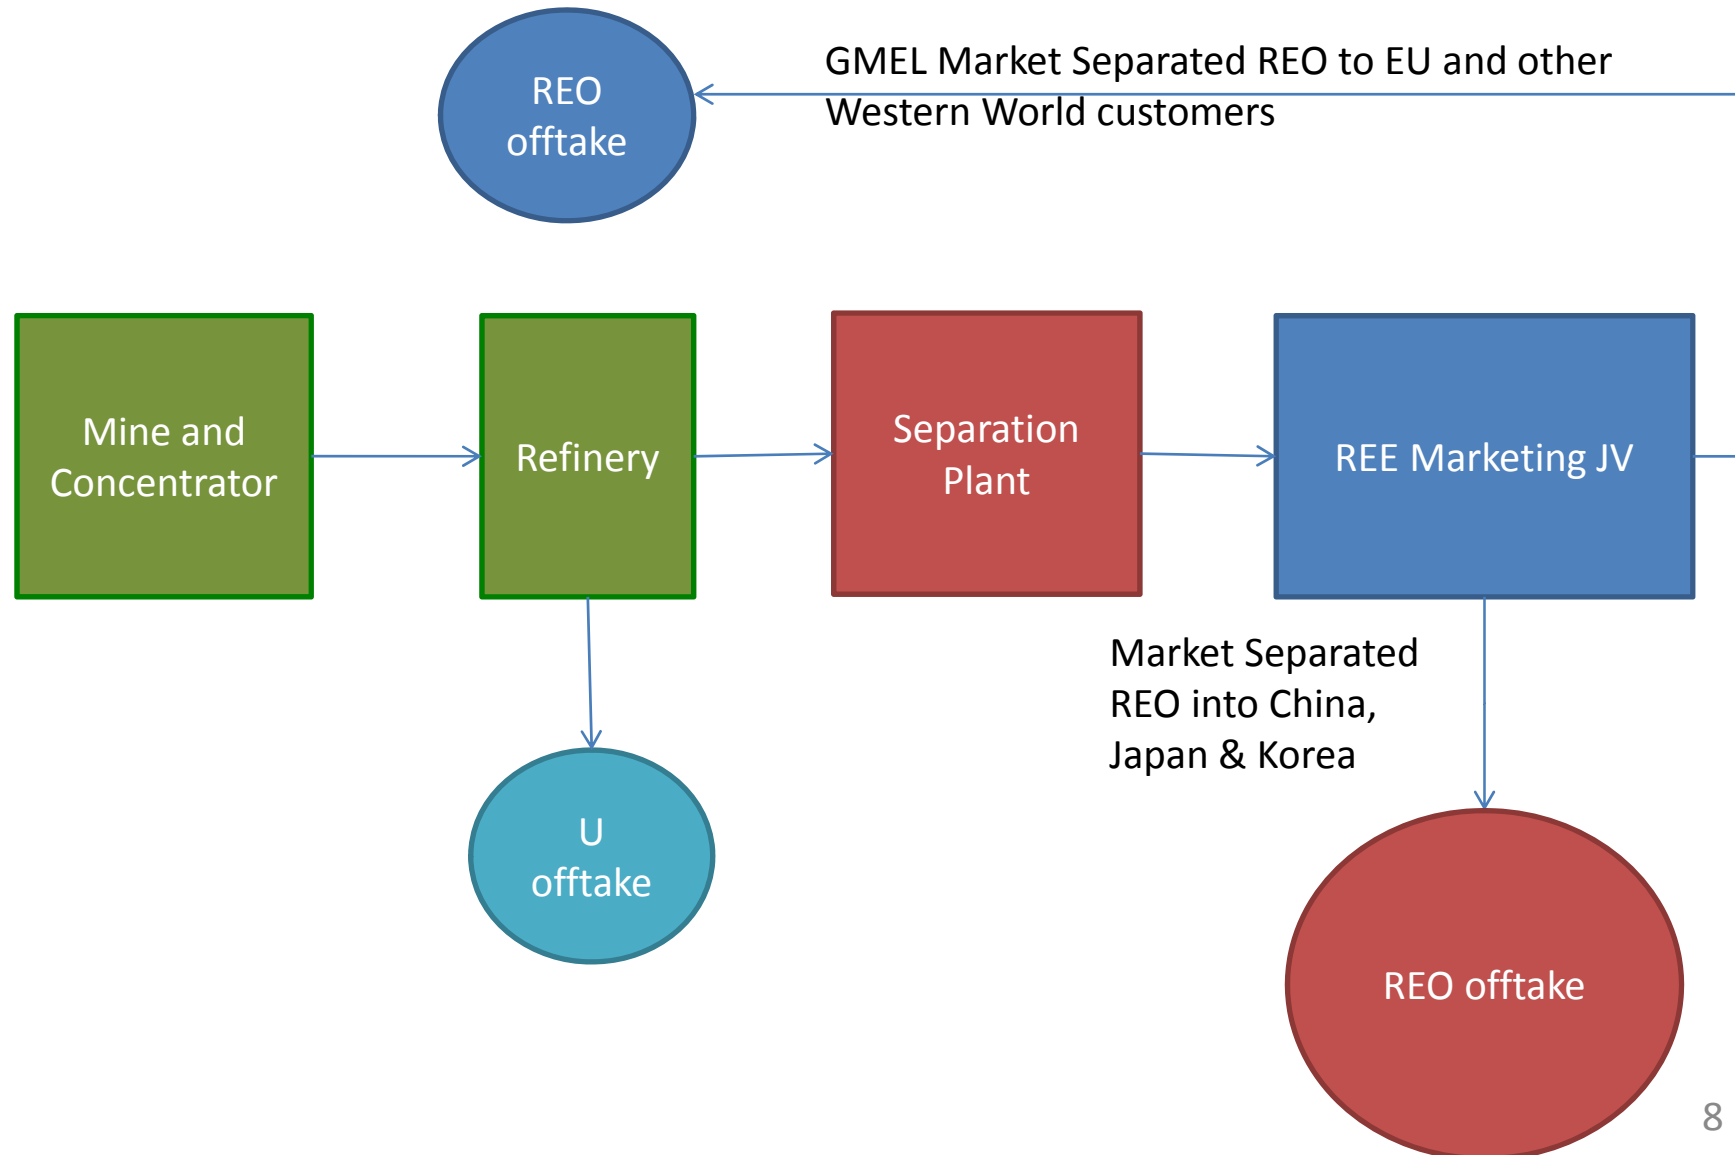 REO
offtake
GMEL Market Separated REO to EU and other
Western World customers
Mine and
Concentrator
Refinery
Separation
Plant
REE Marketing JV
Market Separated
REO into China,
Japan & Korea
U
offtake
REO offtake
8